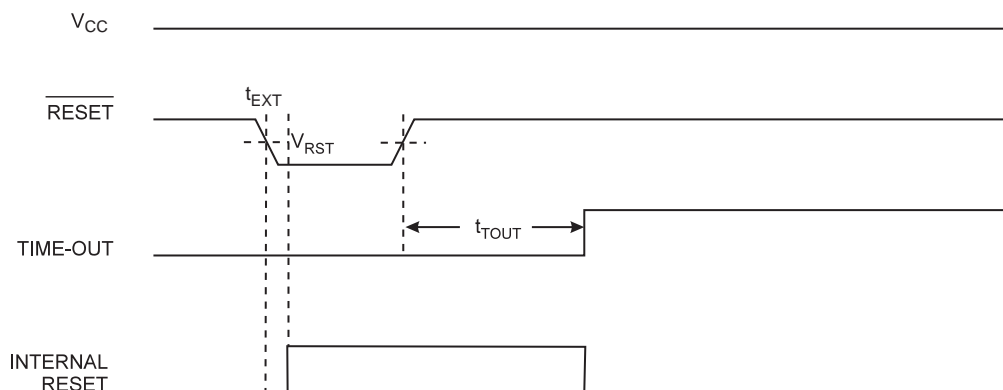 VCC
RESET
tEXT
VRST
tTOUT
TIME-OUT
INTERNAL
RESET